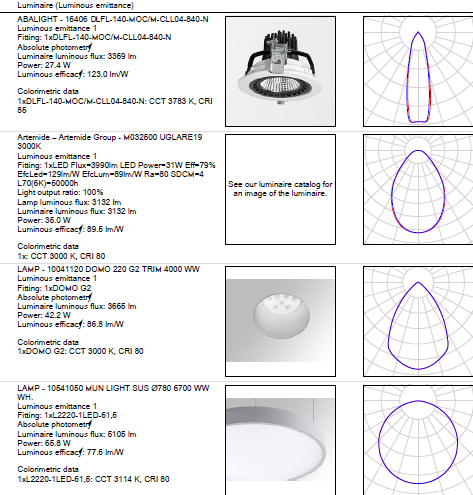 Luminaire (Luminous emittance)
ABALIGHT - 16406 DLFL-140-MOC/M-CLL04-840-N
Luminous emittance 1
Fitting: 1xDLFL-140-MOC/M-CLL04-840-N
Absolute photometry
Luminaire luminous flux: 3369 lm
Power: 27.4 W
Luminous efficacy: 123.0 lm/W
Colorimetric data
1xDLFL-140-MOC/M-CLL04-840-N: CCT 3783 K, CRI
85
Artemide – Artemide Group - M032500 UGLARE19
3000K
Luminous emittance 1
Fitting: 1xLED Flux=3990lm LED Power=31W Eff=79%
EfcLed=129lm/W EfcLum=89lm/W Ra=80 SDCM=4
L70(6K)=50000h
Light output ratio: 100%
Lamp luminous flux: 3132 lm
Luminaire luminous flux: 3132 lm
Power: 35.0 W
Luminous efficacy: 89.5 lm/W
Colorimetric data
1x: CCT 3000 K, CRI 80
See our luminaire catalog for
an image of the luminaire.
LAMP - 10041120 DOMO 220 G2 TRIM 4000 WW
Luminous emittance 1
Fitting: 1xDOMO G2
Absolute photometry
Luminaire luminous flux: 3665 lm
Power: 42.2 W
Luminous efficacy: 86.8 lm/W
Colorimetric data
1xDOMO G2: CCT 3000 K, CRI 80
LAMP - 10541050 MUN LIGHT SUS Ø780 6700 WW
WH.
Luminous emittance 1
Fitting: 1xL2220-1LED-51,5
Absolute photometry
Luminaire luminous flux: 5105 lm
Power: 65.8 W
Luminous efficacy: 77.6 lm/W
Colorimetric data
1xL2220-1LED-51,5: CCT 3114 K, CRI 80